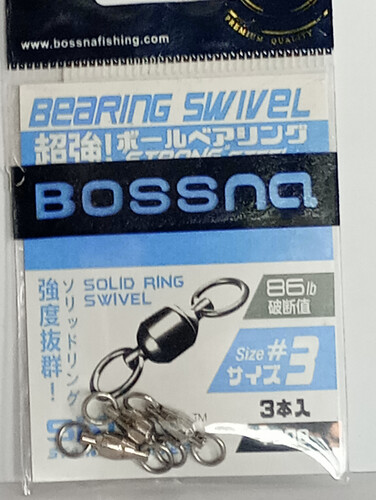 www.bossnafishing.com
PREMIUM QUALITY
BEARING SWIVEL
超強！ボールベアリング
BOSSNA
SOLID RING
SWIVEL
ソリッドリング
強度抜群！
86lb
破断値
Size #3
サイズ
3本入
TM